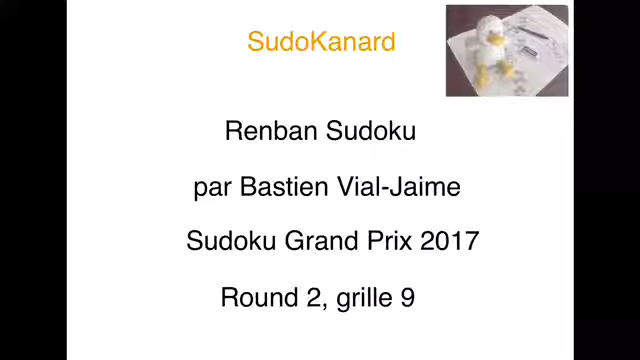 SudoKanard
Renban Sudoku
par Bastien Vial-Jaime
Sudoku Grand Prix 2017
Round 2, grille 9